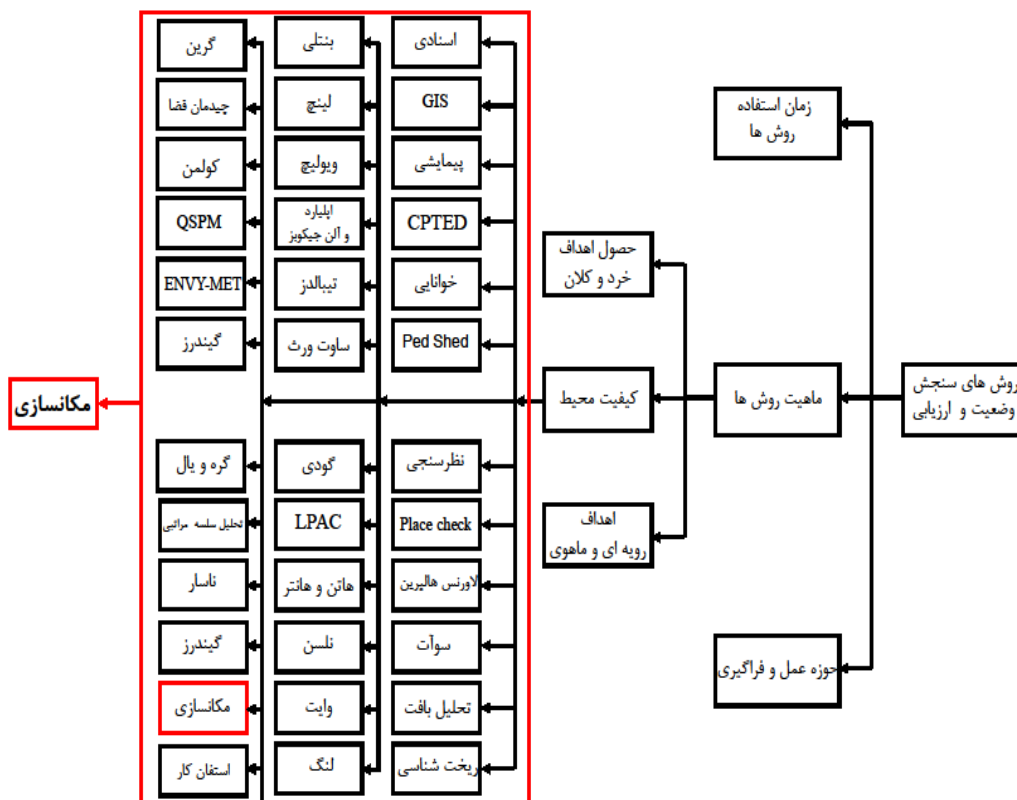 روش های سنجش
وضعیت و ارزیابی
زمان استفاده
روش ها
ماهیت روش ها
حوزه عمل و فراگیری
حصول اهداف
خرد و کلان
کیفیت محیط
اهداف
رویه ای و ماهوی
اسنادی
GIS
پیمایشی
CPTED
خوانایی
Ped Shed
نظرسنجی
Place check
لاورنس هالپرین
سوآت
تحلیل بافت
ریخت شناسی
بنتلی
لینچ
ویولیچ
اپلیارد
و آلن جیکوبز
تیبالدز
ساوت ورث
گودی
LPAC
هاتن و هانتر
نلسن
وایت
لنگ
گرین
چیدمان فضا
کولمن
QSPM
ENVY-MET
گیندرز
گره و یال
تحلیل سلسه مراتبی
ناسار
گیندرز
مکانسازی
استفان کار
مکانسازی